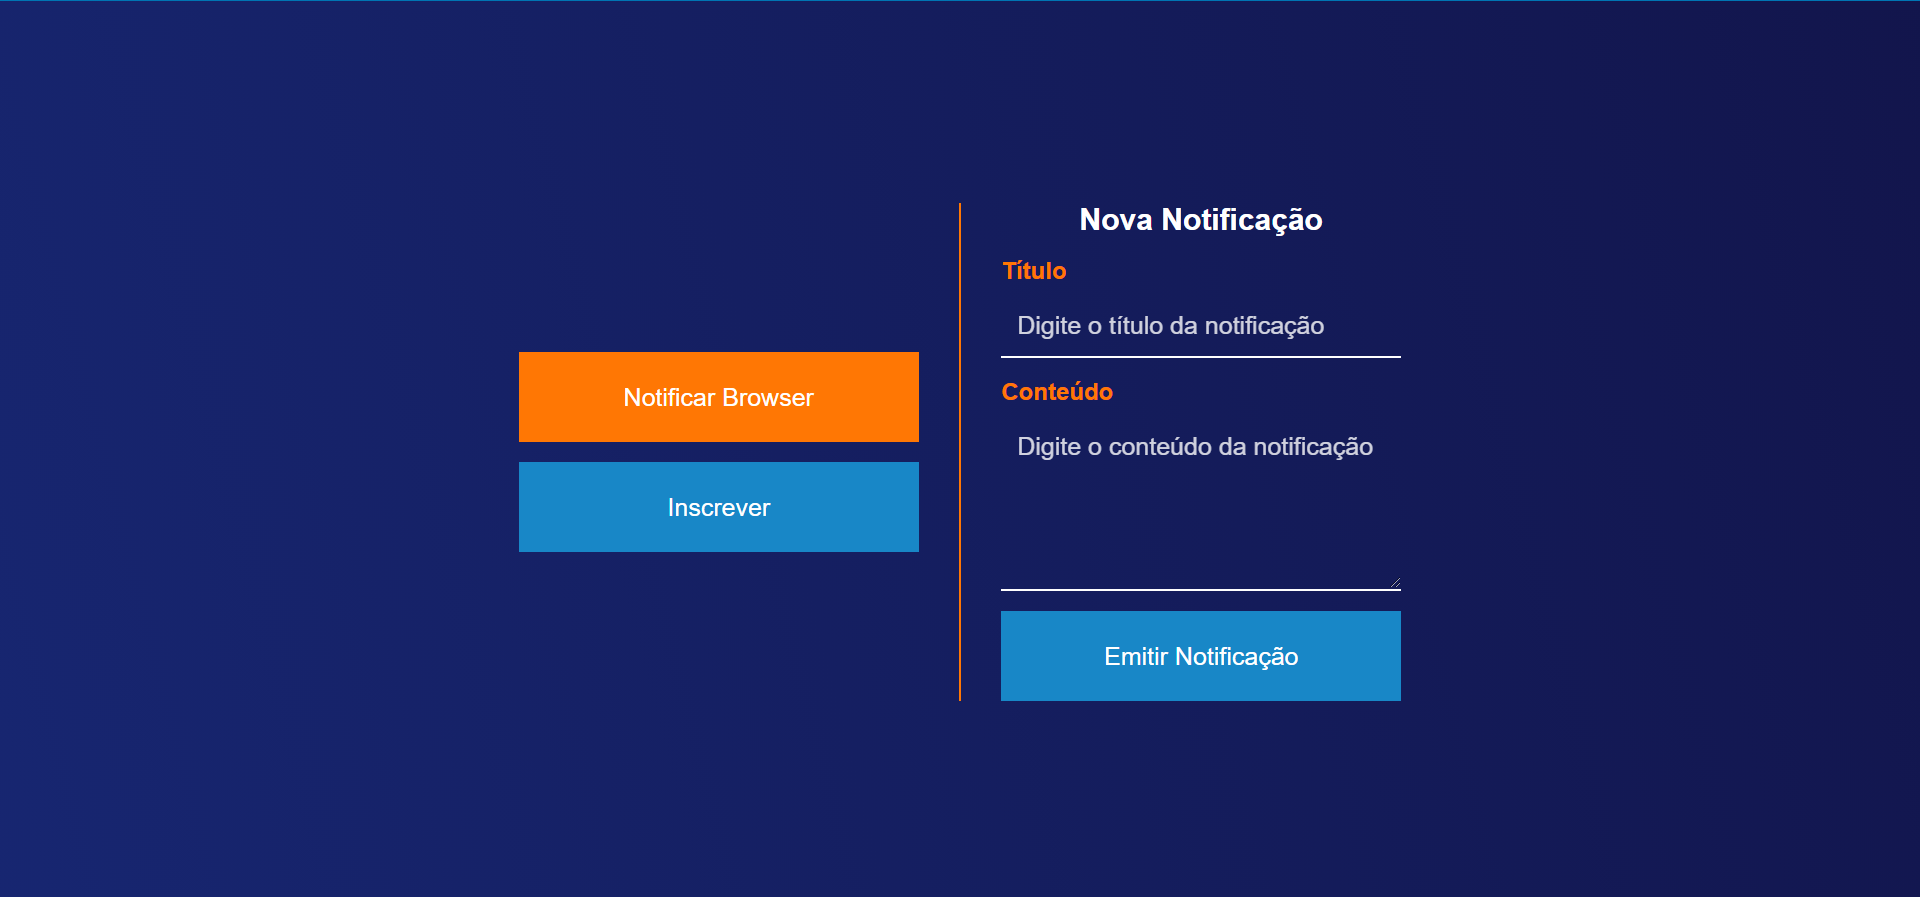 Notificar Browser
Inscrever
Nova Notificação
Título
Digite o título da notificação
Conteúdo
Digite o conteúdo da notificação
Emitir Notificação